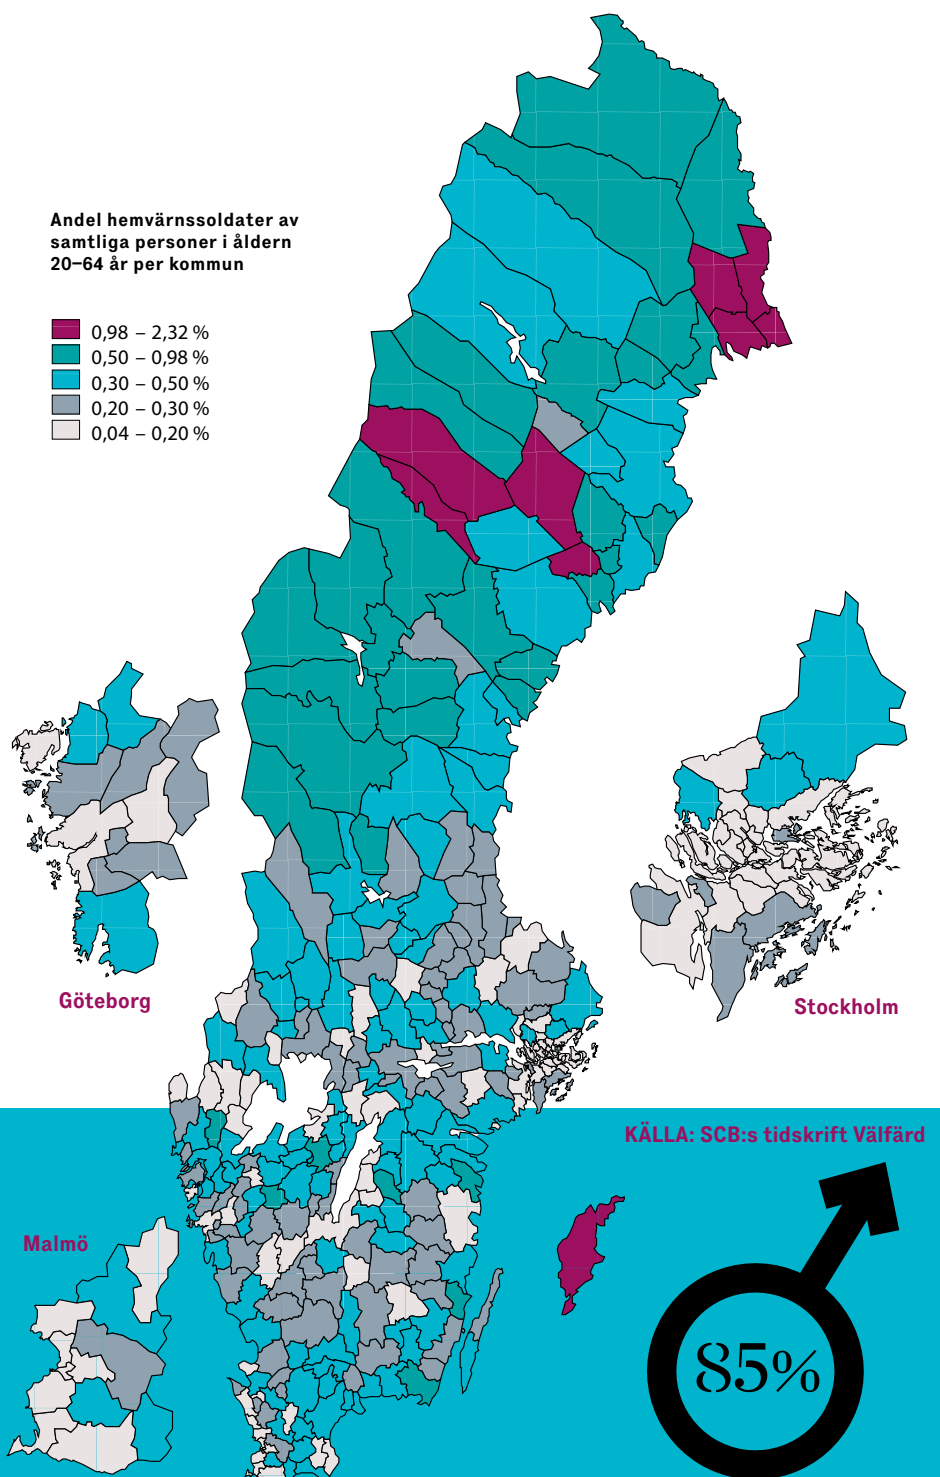 Andel hemvärnssoldater av
samtliga personer i åldern
20–64 år per kommun
0,98 – 2,32 %
0,50 – 0,98 %
0,30 – 0,50 %
0,20 – 0,30 %
0,04 – 0,20 %
Göteborg
Stockholm
KÄLLA: SCB:s tidskrift Välfärd
Malmö
85%